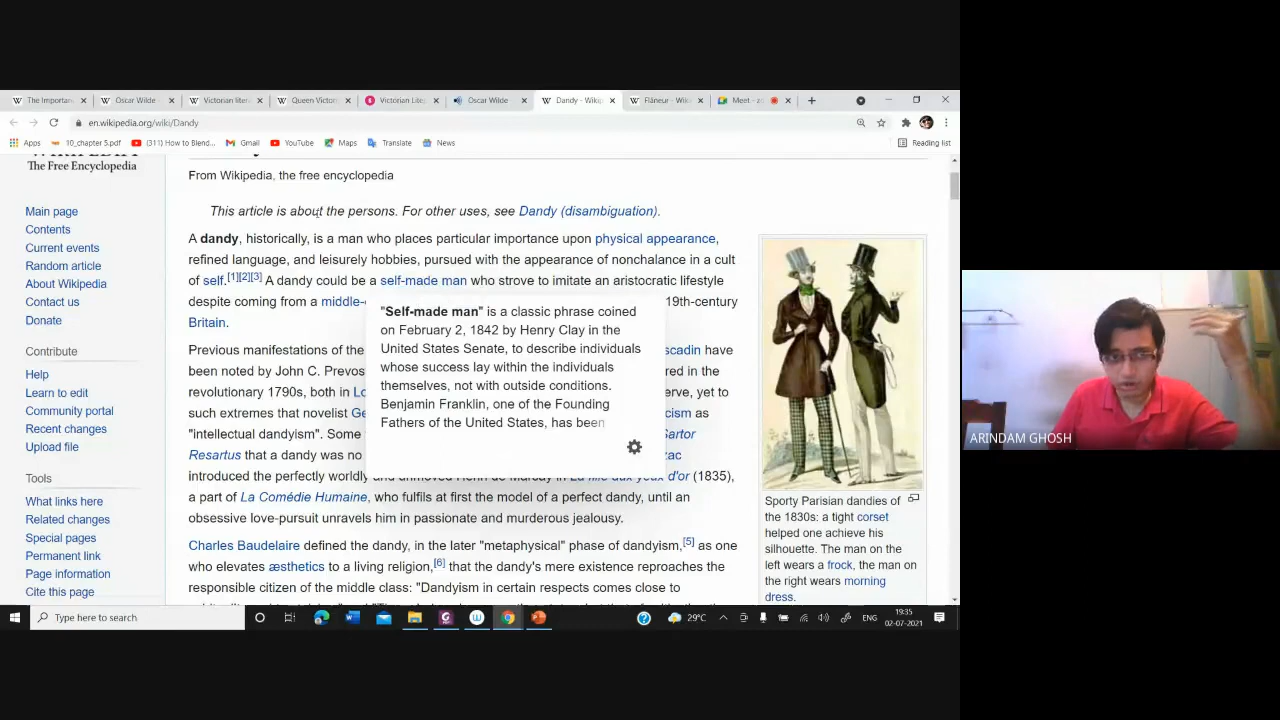 The Importan
Oscar Wilde -
Victorian liter
Queen Victor
Victorian Lite
Oscar Wilde
Dandy - Wikip
Flâneur - Wik
Meet -
en.wikipedia.org/wiki/Dandy
Apps
10_chapter 5.pdf
(311) How to Blend...
Gmail
YouTube
Maps
Translate
News
Reading list
The Free Encyclopedia
Main page
Contents
Current events
Random article
About Wikipedia
Contact us
Donate
Contribute
Help
Learn to edit
Community portal
Recent changes
Upload file
Tools
What links here
Related changes
Special pages
Permanent link
Page information
Cite this page
From Wikipedia, the free encyclopedia
This article is about the persons. For other uses, see Dandy (disambiguation).
A dandy, historically, is a man who places particular importance upon physical appearance,
refined language, and leisurely hobbies, pursued with the appearance of nonchalance in a cult
of self.[1][2][3] A dandy could be a self-made man who strove to imitate an aristocratic lifestyle
despite coming from a middle- 19th-century
Britain.
Previous manifestations of the scadin have
been noted by John C. Prevos red in the
revolutionary 1790s, both in Lo erve, yet to
such extremes that novelist Ge cism as
"intellectual dandyism". Some Sartor
Resartus that a dandy was no zac
introduced the perfectly worldly and unmoved Henri de Marsay in La fille aux yeux d'or (1835),
a part of La Comédie Humaine, who fulfils at first the model of a perfect dandy, until an
obsessive love-pursuit unravels him in passionate and murderous jealousy.
Charles Baudelaire defined the dandy, in the later "metaphysical" phase of dandyism,[5] as one
who elevates æsthetics to a living religion,[6] that the dandy's mere existence reproaches the
responsible citizen of the middle class: "Dandyism in certain respects comes close to
"Self-made man" is a classic phrase coined
on February 2, 1842 by Henry Clay in the
United States Senate, to describe individuals
whose success lay within the individuals
themselves, not with outside conditions.
Benjamin Franklin, one of the Founding
Fathers of the United States, has been
Sporty Parisian dandies of
the 1830s: a tight corset
helped one achieve his
silhouette. The man on the
left wears a frock, the man on
the right wears morning
dress.
ARINDAM GHOSH
Type here to search
29°C
ENG
19:35
02-07-2021